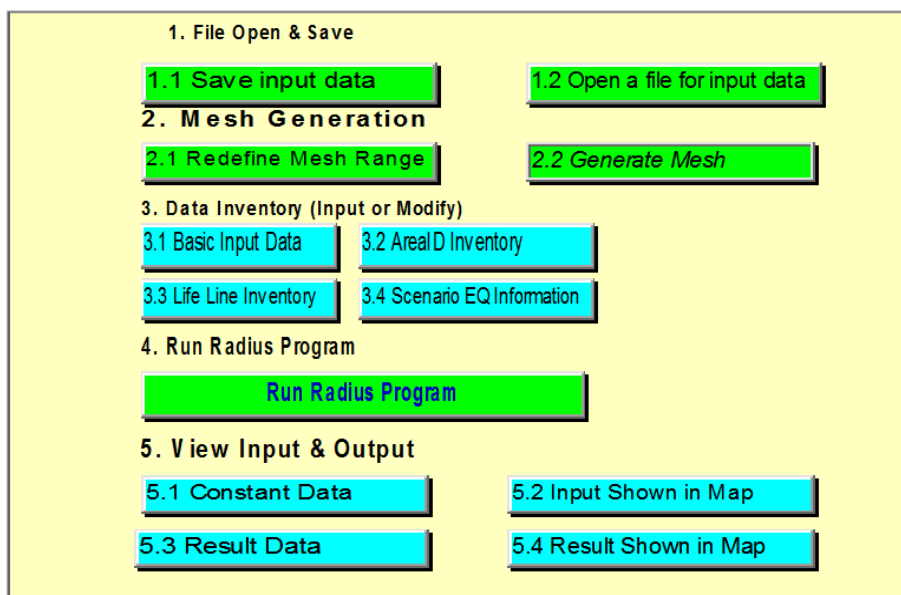 1. File Open & Save
1.1 Save input data
1.2 Open a file for input data
2. Mesh Generation
2.1 Redefine Mesh Range
2.2 Generate Mesh
3. Data Inventory (Input or Modify)
3.1 Basic Input Data
3.2 AreaID Inventory
3.3 Life Line Inventory
3.4 Scenario EQ Information
4. Run Radius Program
Run Radius Program
5. View Input & Output
5.1 Constant Data
5.2 Input Shown in Map
5.3 Result Data
5.4 Result Shown in Map